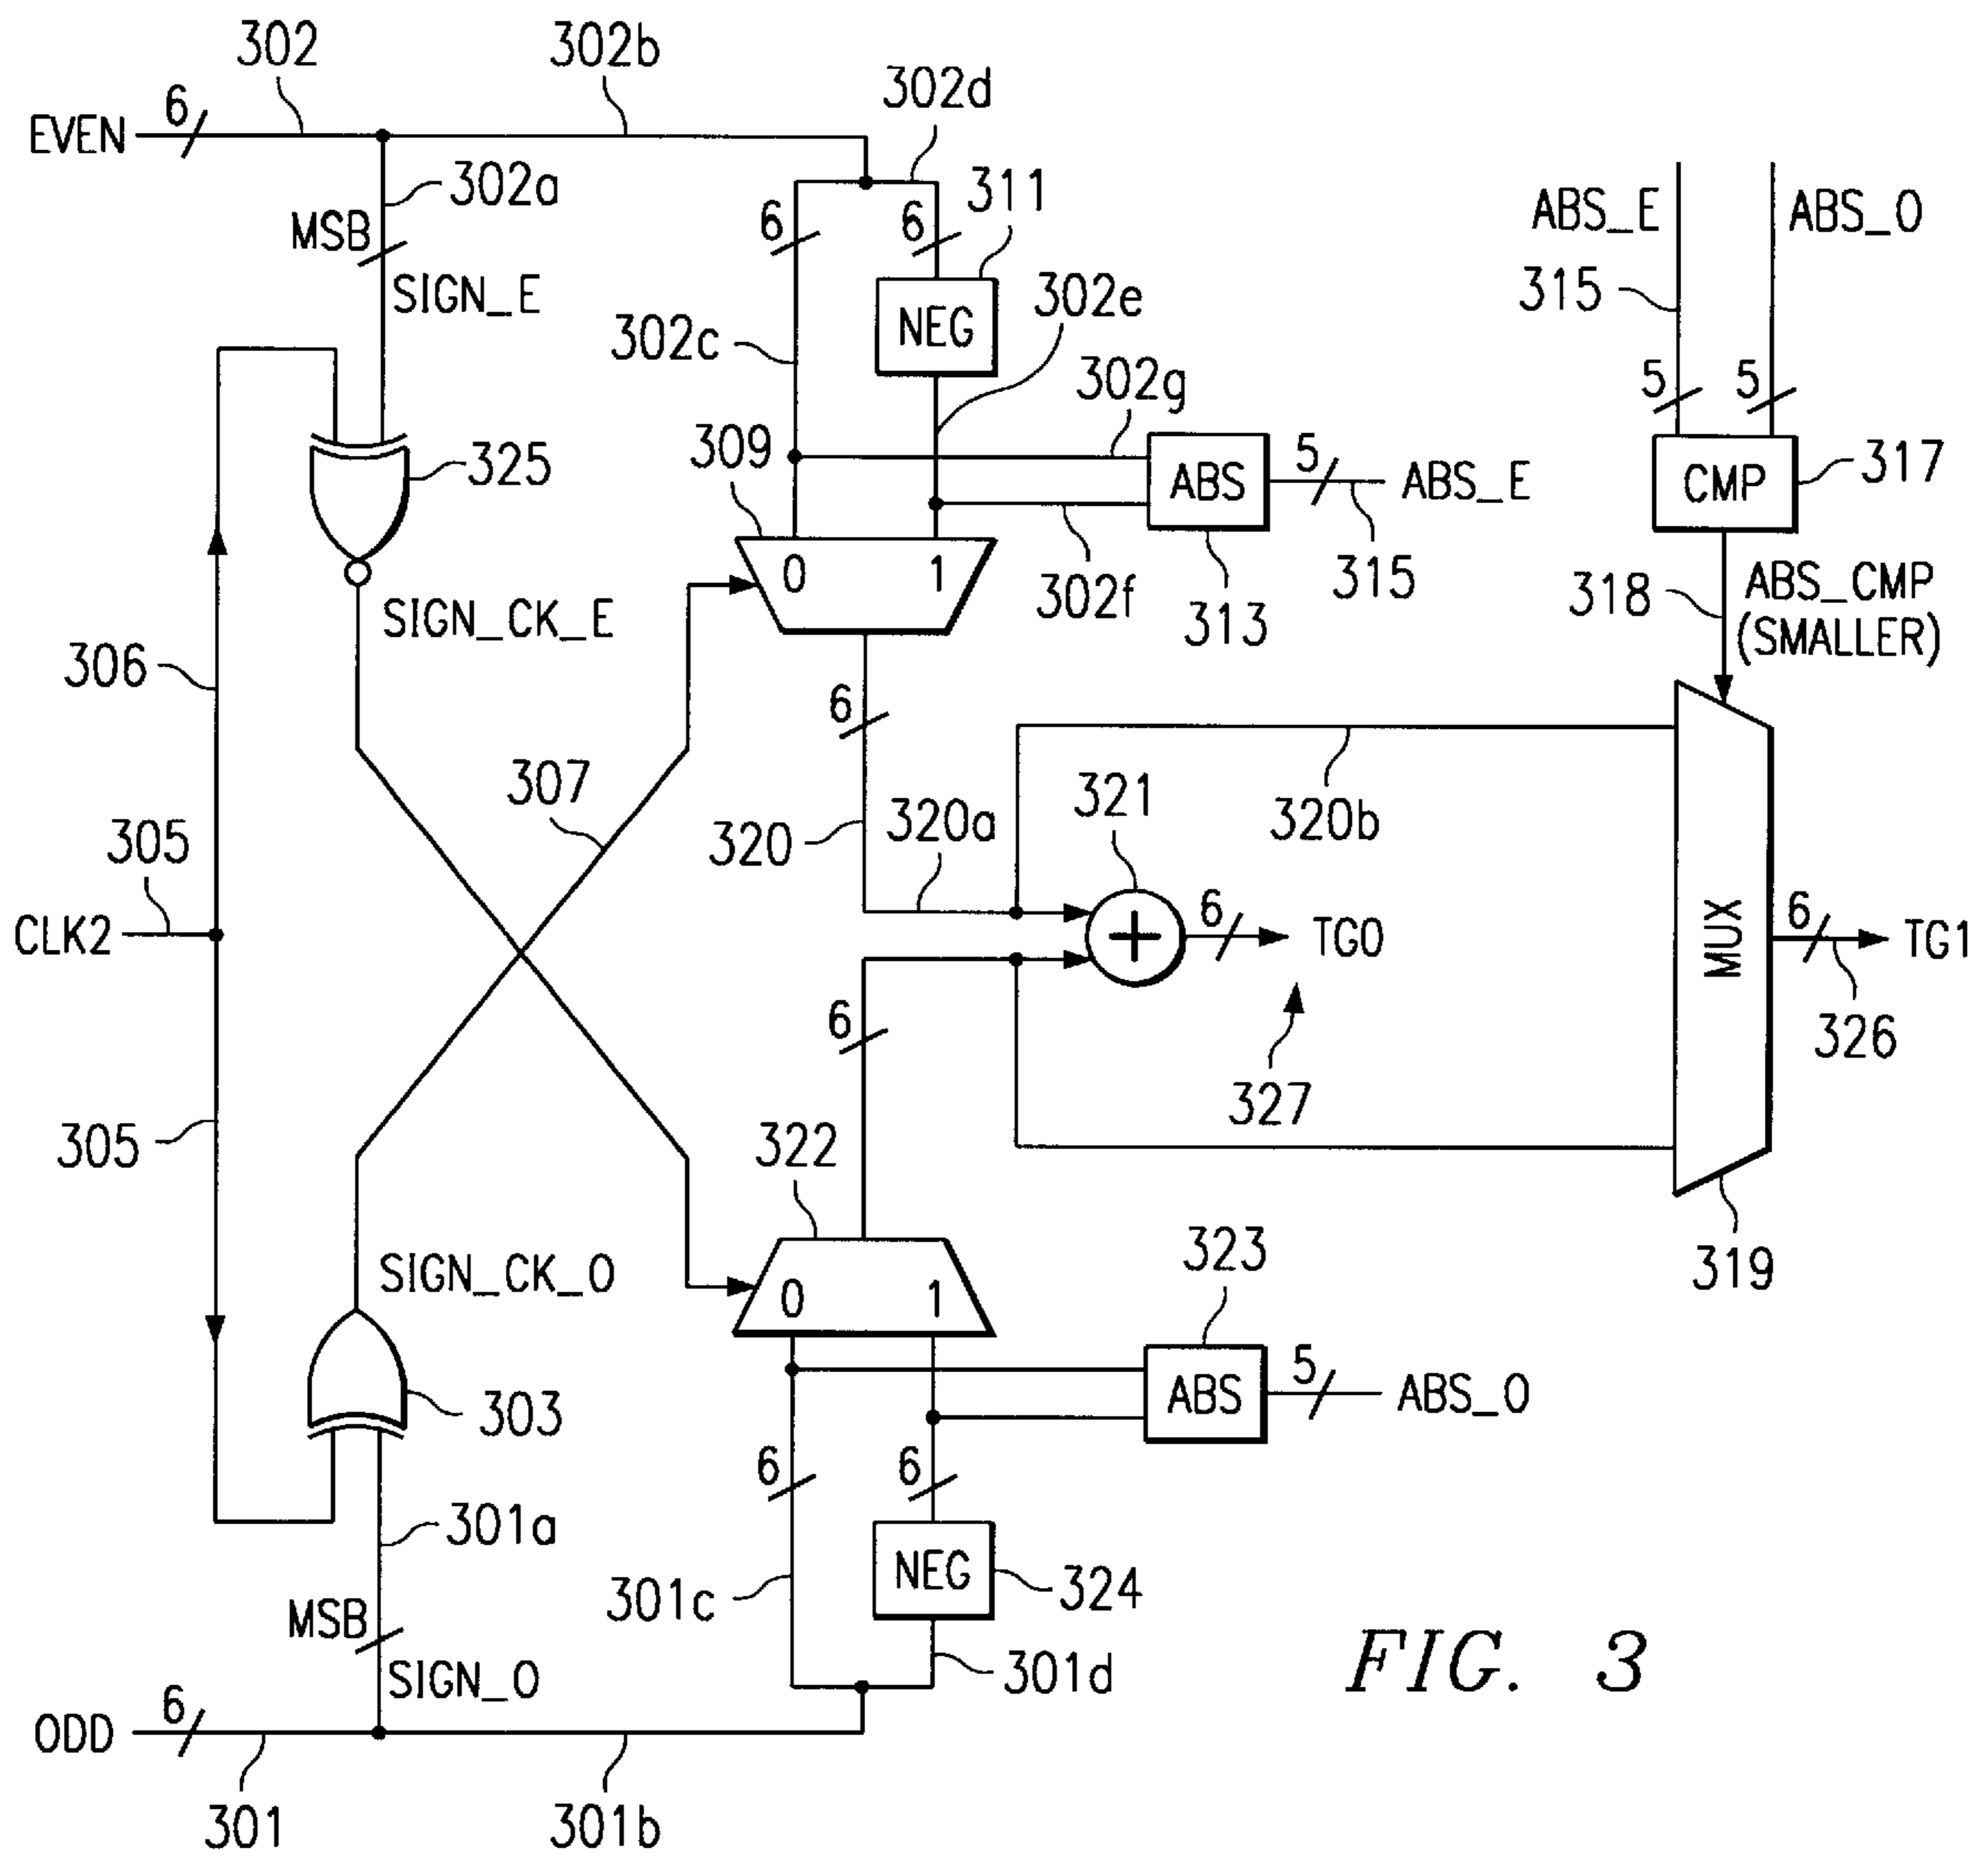 302
302b
302d
EVEN
6
302a
MSB
SIGN_E
6
6
311
NEG
302e
302c
302g
309
ABS
5
ABS_E
315
302f
313
0
1
ABS_E
ABS_O
315
5
5
CMP
317
318
ABS_CMP
(SMALLER)
325
SIGN_CK_E
306
307
6
320
320a
321
320b
305
CLK2
6
TG0
327
MUX
6
TG1
326
319
305
6
322
0
1
SIGN_CK_O
303
323
ABS
5
ABS_O
6
6
301a
NEG
324
301c
301d
MSB
SIGN_O
ODD
6
301
301b
FIG. 3